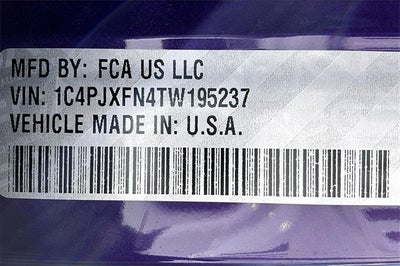 MFD BY: FCA US LLC
VIN: 1C4PJXFN4TW195237
VEHICLE MADE IN: U.S.A.